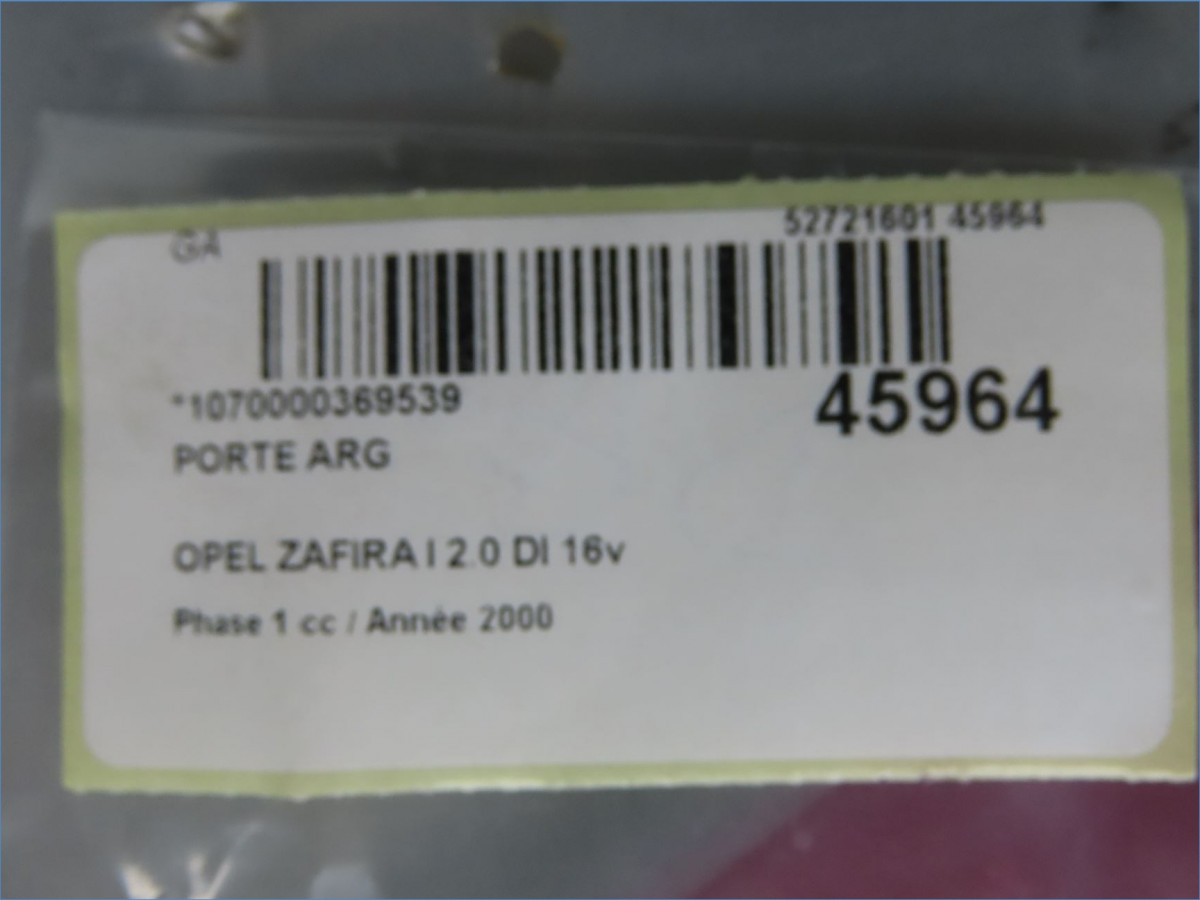 GA
52721601 45964
*1070000369539
45964
PORTE ARG
OPEL ZAFIRA I 2.0 DI 16v
Phase 1 cc / Année 2000